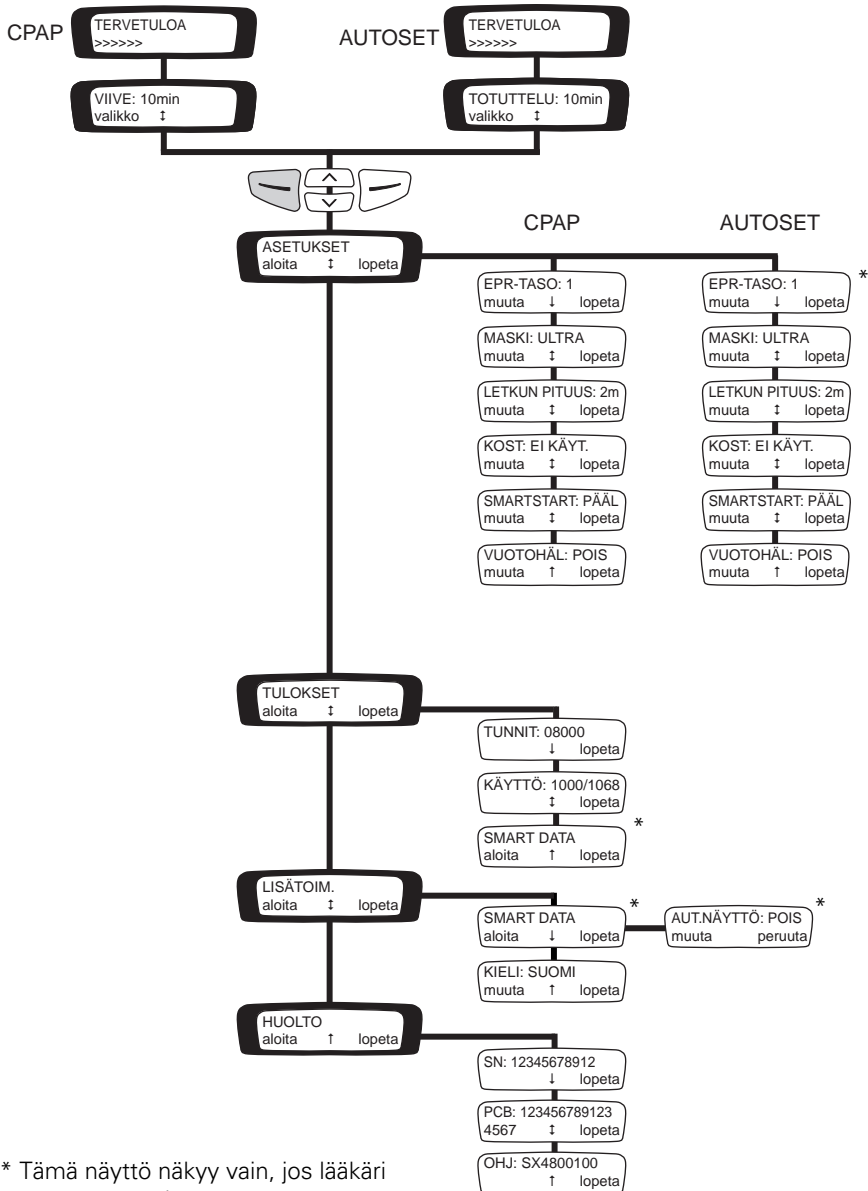 CPAP
TERVETULOA
>>>>>>
AUTOSET
TERVETULOA
>>>>>>
VIIVE: 10min
valikko ↕
TOTUTTELU: 10min
valikko ↕
CPAP
AUTOSET
ASETUKSET
aloita ↕ lopeta
EPR-TASO: 1
muuta ↓ lopeta
MASKI: ULTRA
muuta ↕ lopeta
LETKUN PITUUS: 2m
muuta ↕ lopeta
KOST: EI KÄYT.
muuta ↕ lopeta
SMARTSTART: PÄÄL
muuta ↕ lopeta
VUOTOHÄL: POIS
muuta ↑ lopeta
EPR-TASO: 1
muuta ↓ lopeta
*
MASKI: ULTRA
muuta ↕ lopeta
LETKUN PITUUS: 2m
muuta ↕ lopeta
KOST: EI KÄYT.
muuta ↕ lopeta
SMARTSTART: PÄÄL
muuta ↕ lopeta
VUOTOHÄL: POIS
muuta ↑ lopeta
TULOKSET
aloita ↕ lopeta
TUNNIT: 08000
↓ lopeta
KÄYTTÖ: 1000/1068
↕ lopeta
SMART DATA *
aloita ↑ lopeta
LISÄTOIM.
aloita ↕ lopeta
SMART DATA *
aloita ↓ lopeta
AUT.NÄYTTÖ: POIS *
muuta peruuta
KIELI: SUOMI
muuta ↑ lopeta
HUOLTO
aloita ↑ lopeta
SN: 12345678912
↓ lopeta
PCB: 123456789123
4567 ↕ lopeta
OHJ: SX4800100
↑ lopeta
* Tämä näyttö näkyy vain, jos lääkäri